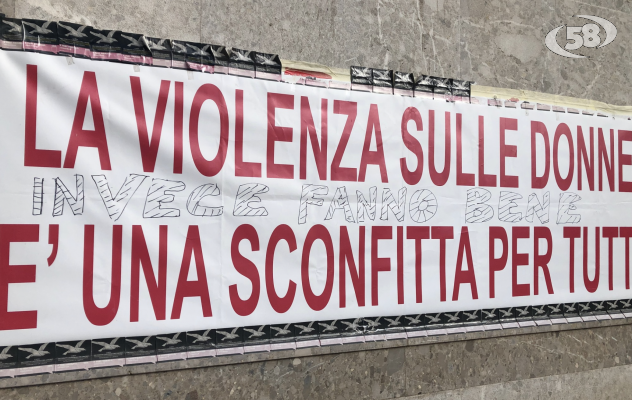 58
LA VIOLENZA SULLE DONNE
INVECE FANNO BENE
E' UNA SCONFITTA PER TUTT